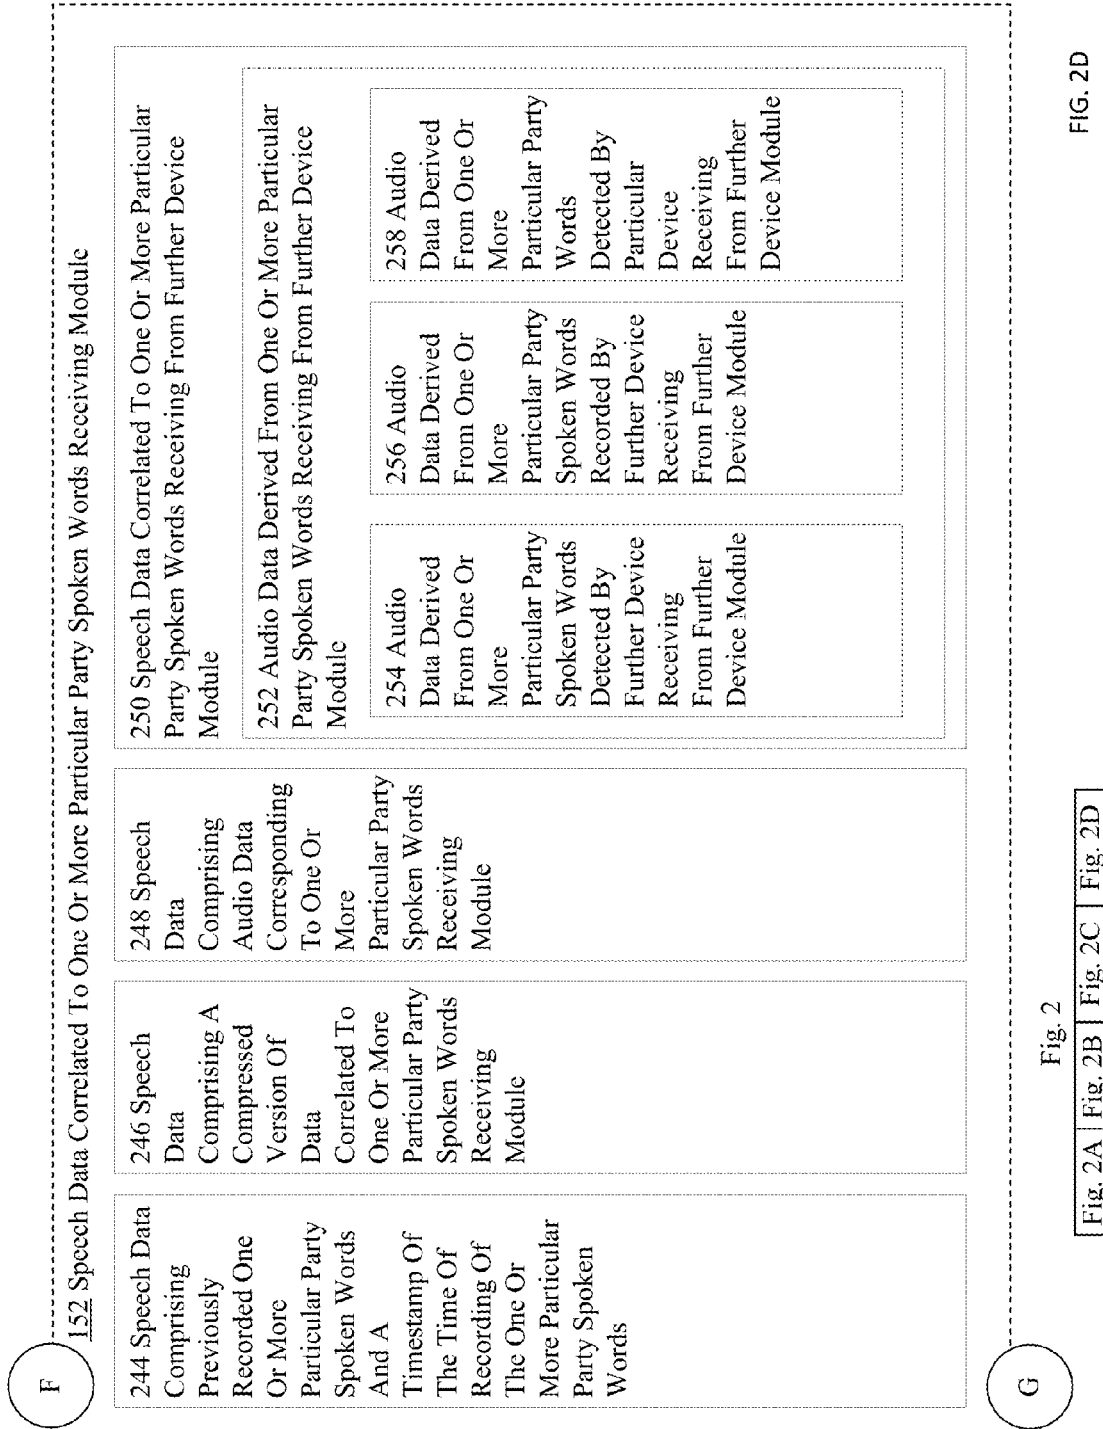 F
152 Speech Data Correlated To One Or More Particular Party Spoken Words Receiving Module
244 Speech Data
Comprising
Previously
Recorded One
Or More
Particular Party
Spoken Words
And A
Timestamp Of
The Time Of
Recording Of
The One Or
More Particular
Party Spoken
Words
246 Speech
Data
Comprising A
Compressed
Version Of
Data
Correlated To
One Or More
Particular Party
Spoken Words
Receiving
Module
248 Speech
Data
Comprising
Audio Data
Corresponding
To One Or
More
Particular Party
Spoken Words
Receiving
Module
250 Speech Data Correlated To One Or More Particular
Party Spoken Words Receiving From Further Device
Module
252 Audio Data Derived From One Or More Particular
Party Spoken Words Receiving From Further Device
Module
254 Audio
Data Derived
From One Or
More
Particular Party
Spoken Words
Detected By
Further Device
Receiving
From Further
Device Module
256 Audio
Data Derived
From One Or
More
Particular Party
Spoken Words
Recorded By
Further Device
Receiving
From Further
Device Module
258 Audio
Data Derived
From One Or
More
Particular Party
Words
Detected By
Particular
Device
Receiving
From Further
Device Module
G
Fig. 2
Fig. 2A Fig. 2B Fig. 2C Fig. 2D
FIG. 2D